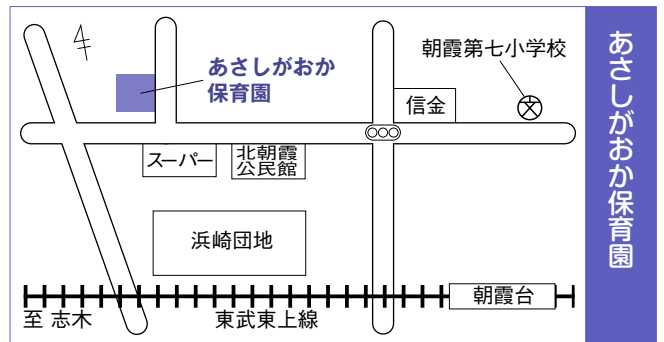 朝霞第七小学校
あさしがおか
保育園
信金
スーパー
北朝霞
公民館
浜崎団地
朝霞台
至 志木
東武東上線
あさしがおか保育園